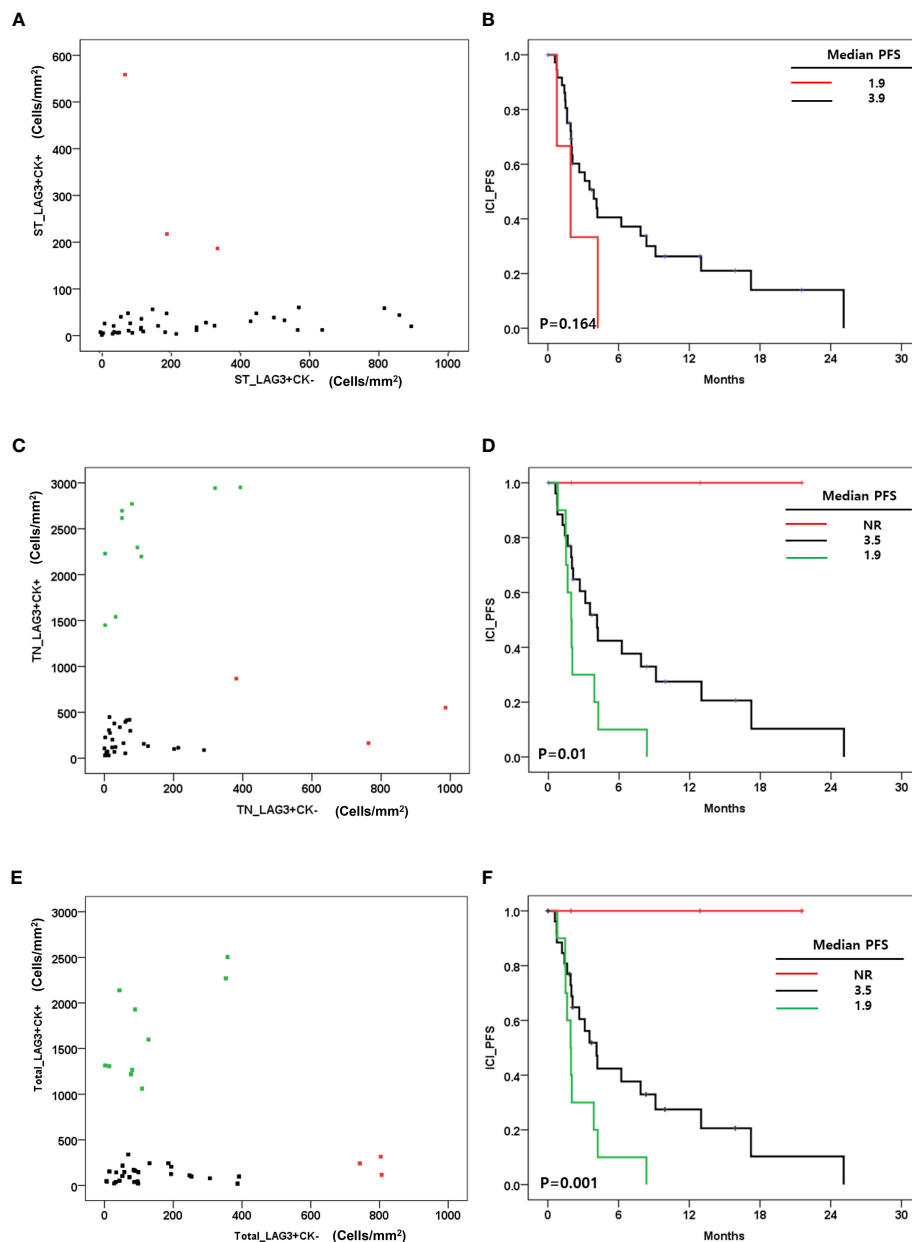 A
ST_LAG3+CK+ (Cells/mm²)
600
500
400
300
200
100
0
0 200 400 600 800 1000
ST_LAG3+CK- (Cells/mm²)
B
ICI_PFS
1.0
0.8
0.6
0.4
0.2
0.0
Median PFS
1.9
3.9
P=0.164
0 6 12 18 24 30
Months
C
TN_LAG3+CK+ (Cells/mm²)
3000
2500
2000
1500
1000
500
0
0 200 400 600 800 1000
TN_LAG3+CK- (Cells/mm²)
D
ICI_PFS
1.0
0.8
0.6
0.4
0.2
0.0
Median PFS
NR
3.5
1.9
P=0.01
0 6 12 18 24 30
Months
E
Total_LAG3+CK+ (Cells/mm²)
3000
2500
2000
1500
1000
500
0
0 200 400 600 800 1000
Total_LAG3+CK- (Cells/mm²)
F
ICI_PFS
1.0
0.8
0.6
0.4
0.2
0.0
Median PFS
NR
3.5
1.9
P=0.001
0 6 12 18 24 30
Months